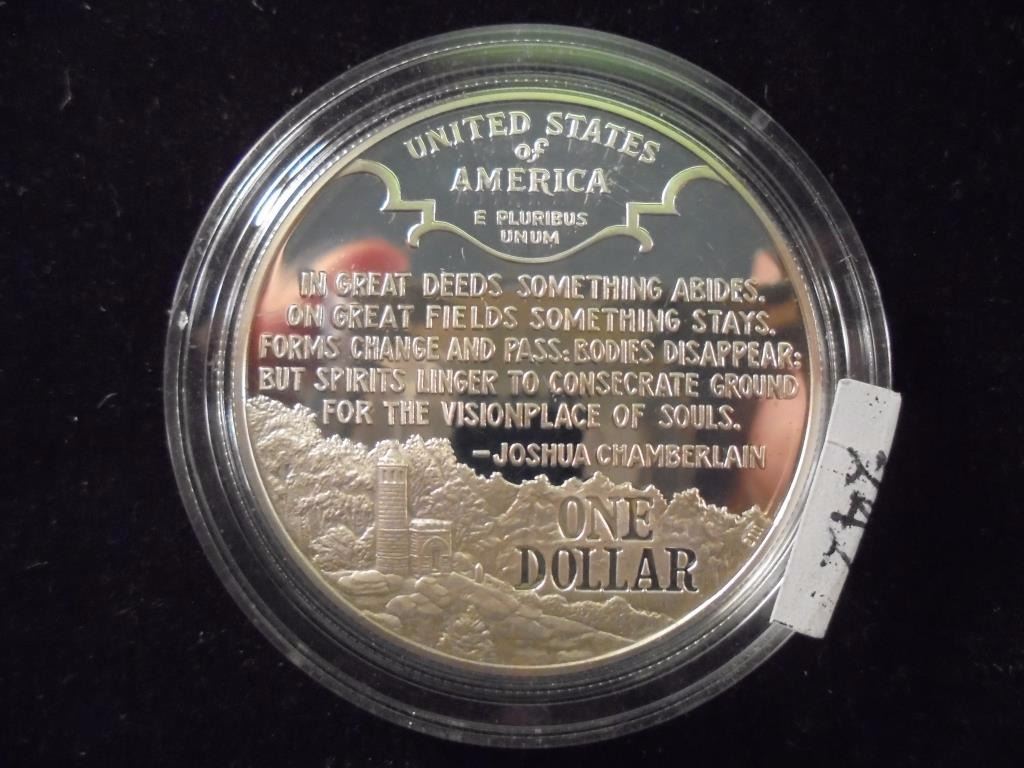 UNITED STATES
of
AMERICA
E PLURIBUS
UNUM
IN GREAT DEEDS SOMETHING ABIDES.
ON GREAT FIELDS SOMETHING STAYS.
FORMS CHANGE AND PASS: BODIES DISAPPEAR;
BUT SPIRITS LINGER TO CONSECRATE GROUND
FOR THE VISIONPLACE OF SOULS.
-JOSHUA CHAMBERLAIN
ONE
DOLLAR